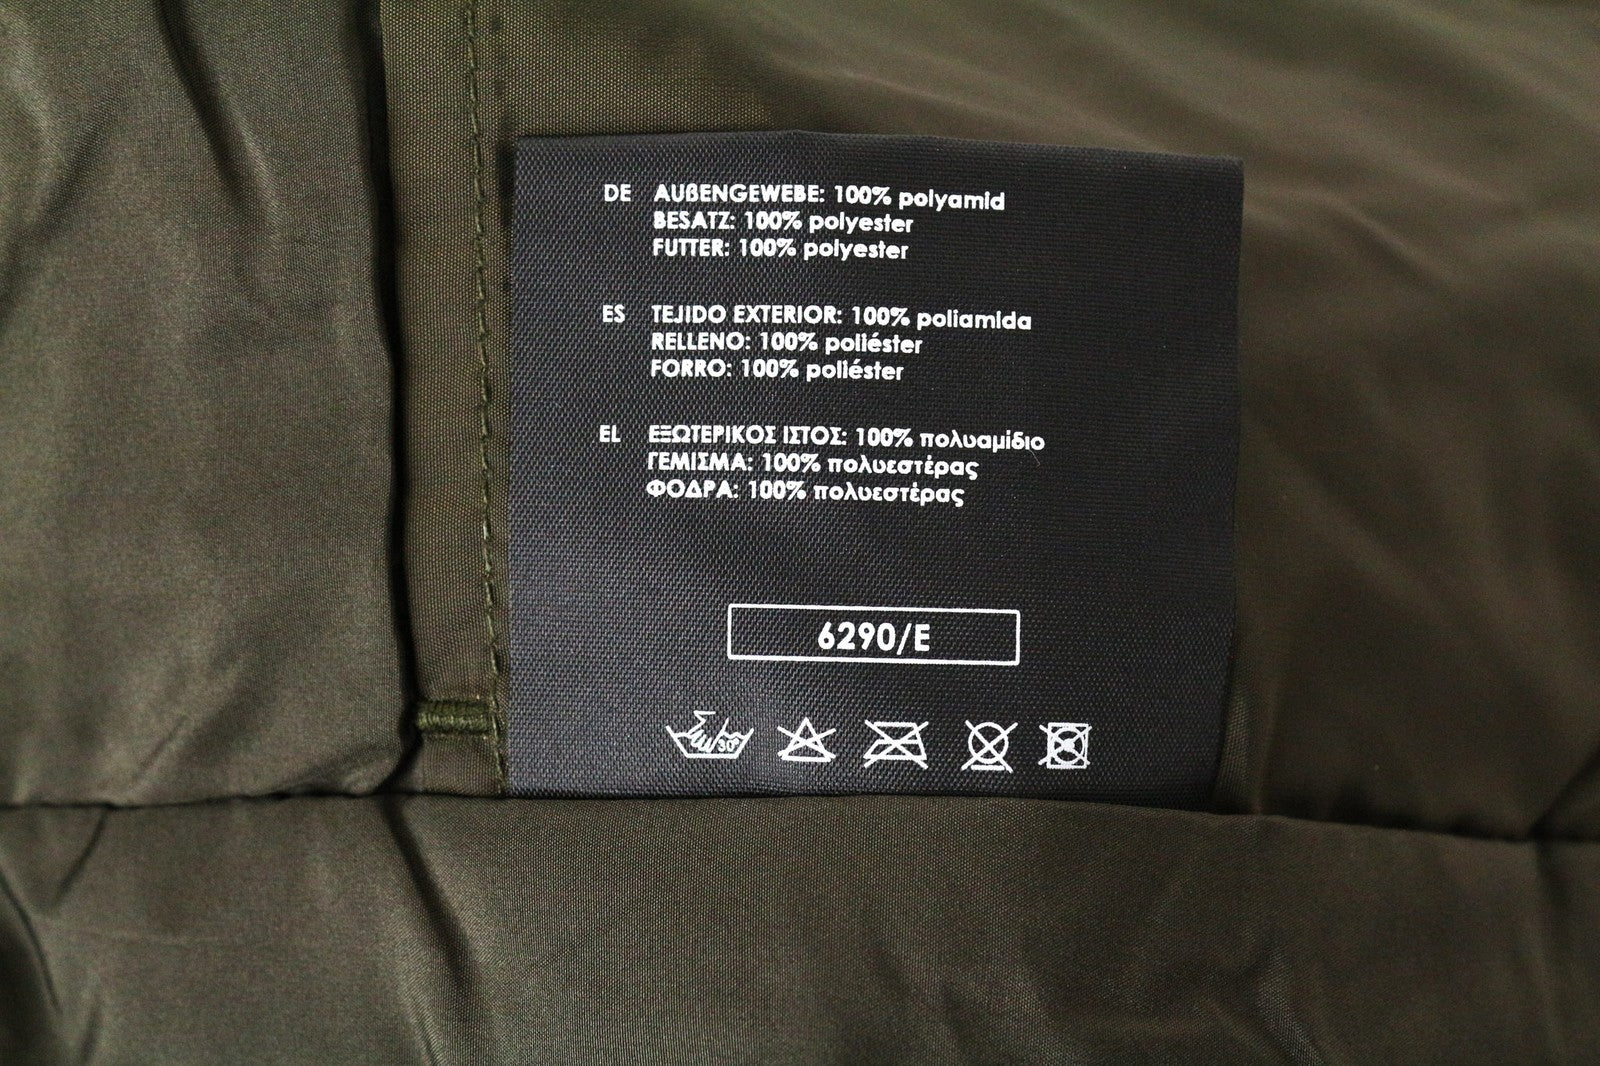 DE AUßENGEWEBE: 100% polyamid
BESATZ: 100% polyester
FUTTER: 100% polyester
ES TEJIDO EXTERIOR: 100% poliamida
RELLENO: 100% poliéster
FORRO: 100% poliéster
EL ΕΞΩΤΕΡΙΚΟΣ ΙΣΤΟΣ: 100% πολυαμίδιο
ΓΕΜΙΣΜΑ: 100% πολυεστέρας
ΦΟΔΡΑ: 100% πολυεστέρας
6290/E
30°